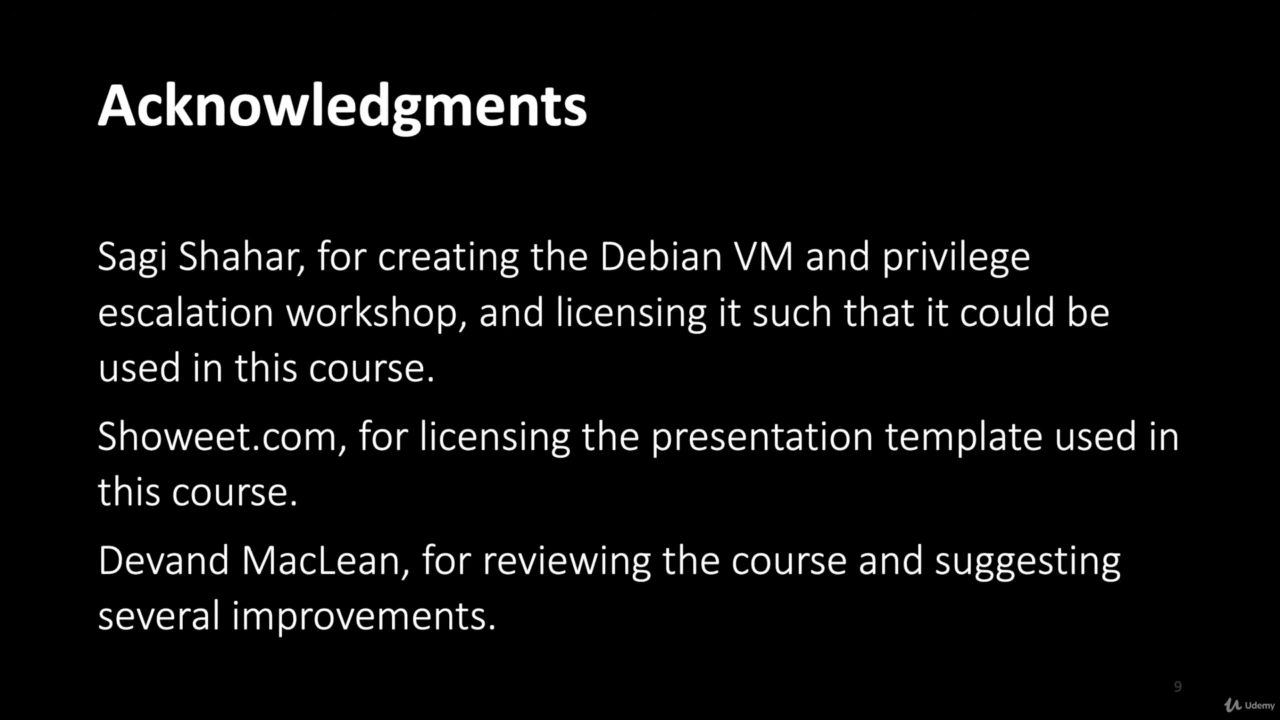 Acknowledgments
Sagi Shahar, for creating the Debian VM and privilege
escalation workshop, and licensing it such that it could be
used in this course.
Showeet.com, for licensing the presentation template used in
this course.
Devand MacLean, for reviewing the course and suggesting
several improvements.
9
Udemy